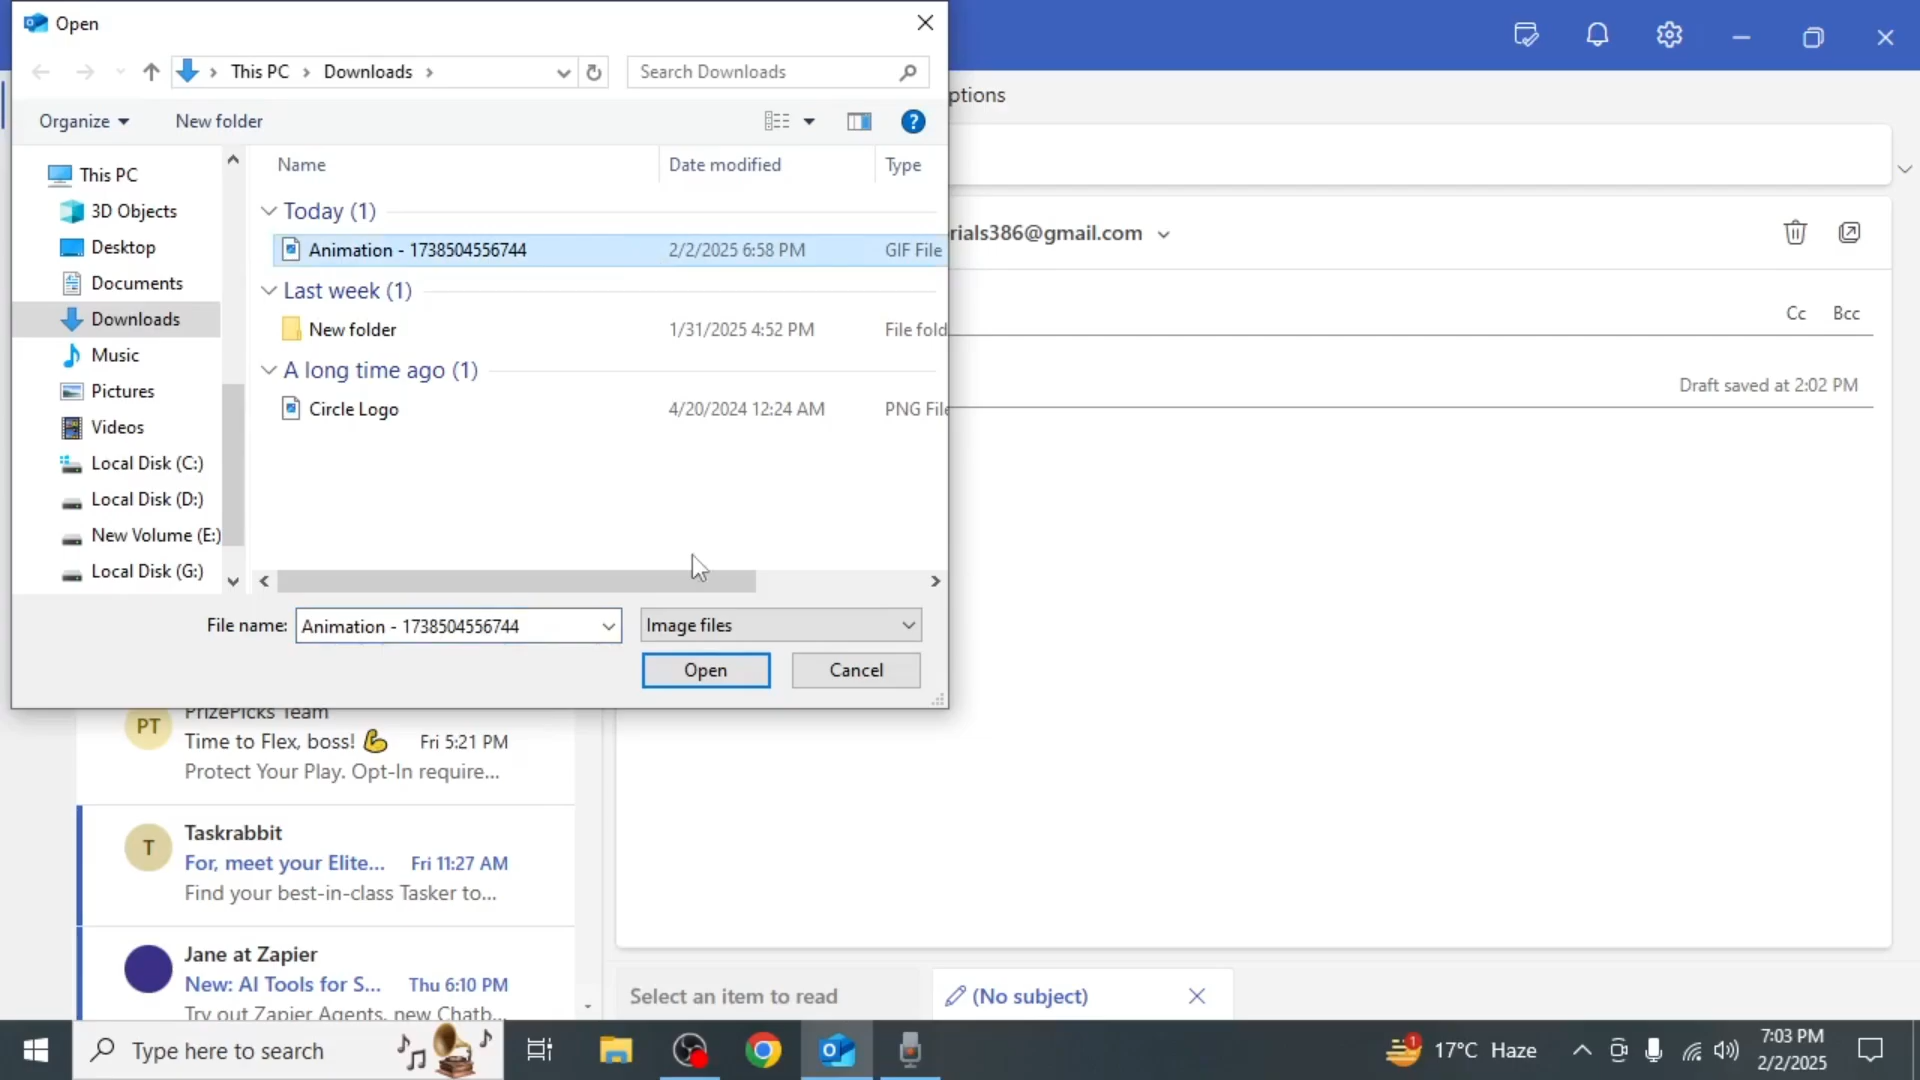 Open
This PC > Downloads >
Search Downloads
Organize
New folder
ptions
This PC
3D Objects
Desktop
Documents
Downloads
Music
Pictures
Videos
Local Disk (C:)
Local Disk (D:)
New Volume (E:)
Local Disk (G:)
Name Date modified Type
Today (1)
Animation - 1738504556744 2/2/2025 6:58 PM GIF File
Last week (1)
New folder 1/31/2025 4:52 PM File fold
A long time ago (1)
Circle Logo 4/20/2024 12:24 AM PNG File
File name: Animation - 1738504556744 Image files
Open Cancel
rials386@gmail.com
Cc Bcc
Draft saved at 2:02 PM
PrizePicks Team
PT
Time to Flex, boss! 💪 Fri 5:21 PM
Protect Your Play. Opt-In require...
Taskrabbit
T
For, meet your Elite... Fri 11:27 AM
Find your best-in-class Tasker to...
Jane at Zapier
New: AI Tools for S... Thu 6:10 PM
Try out Zapier Agents, new Chatb...
Select an item to read
(No subject)
Type here to search
1
17°C Haze
7:03 PM
2/2/2025